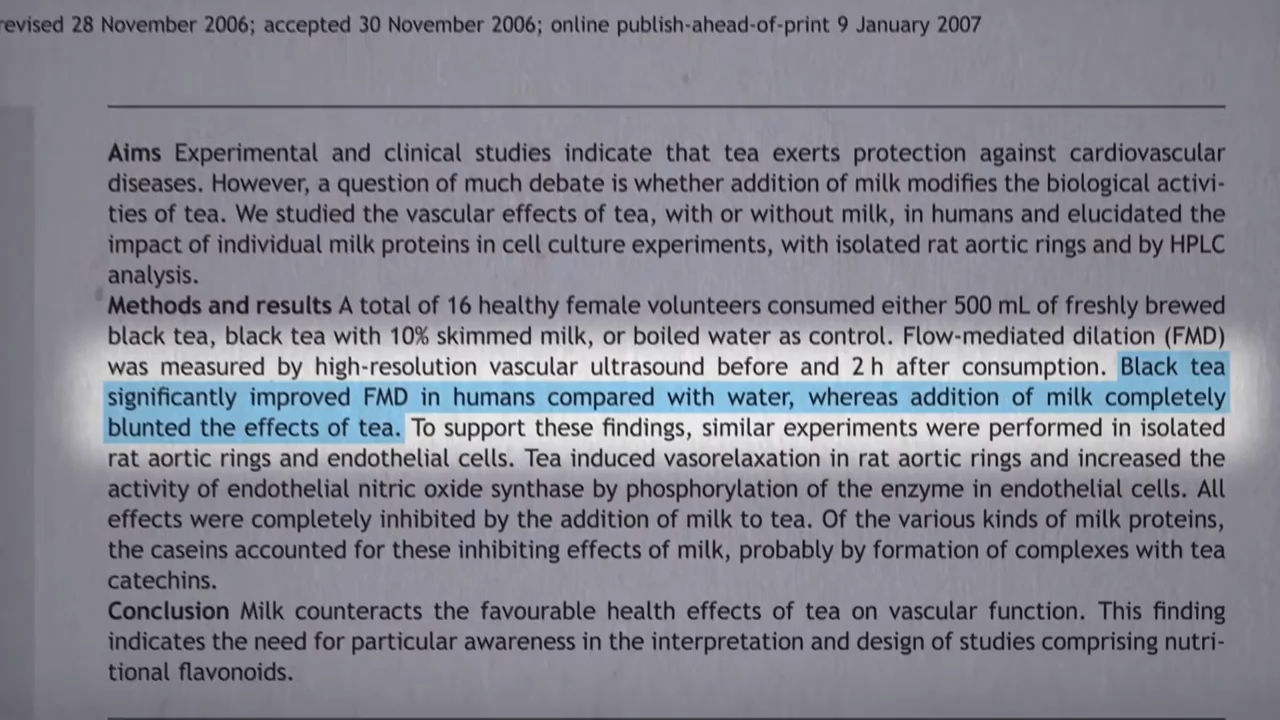 evised 28 November 2006; accepted 30 November 2006; online publish-ahead-of-print 9 January 2007
Aims Experimental and clinical studies indicate that tea exerts protection against cardiovascular
diseases. However, a question of much debate is whether addition of milk modifies the biological activi-
ties of tea. We studied the vascular effects of tea, with or without milk, in humans and elucidated the
impact of individual milk proteins in cell culture experiments, with isolated rat aortic rings and by HPLC
analysis.
Methods and results A total of 16 healthy female volunteers consumed either 500 mL of freshly brewed
black tea, black tea with 10% skimmed milk, or boiled water as control. Flow-mediated dilation (FMD)
was measured by high-resolution vascular ultrasound before and 2 h after consumption. Black tea
significantly improved FMD in humans compared with water, whereas addition of milk completely
blunted the effects of tea. To support these findings, similar experiments were performed in isolated
rat aortic rings and endothelial cells. Tea induced vasorelaxation in rat aortic rings and increased the
activity of endothelial nitric oxide synthase by phosphorylation of the enzyme in endothelial cells. All
effects were completely inhibited by the addition of milk to tea. Of the various kinds of milk proteins,
the caseins accounted for these inhibiting effects of milk, probably by formation of complexes with tea
catechins.
Conclusion Milk counteracts the favourable health effects of tea on vascular function. This finding
indicates the need for particular awareness in the interpretation and design of studies comprising nutri-
tional flavonoids.